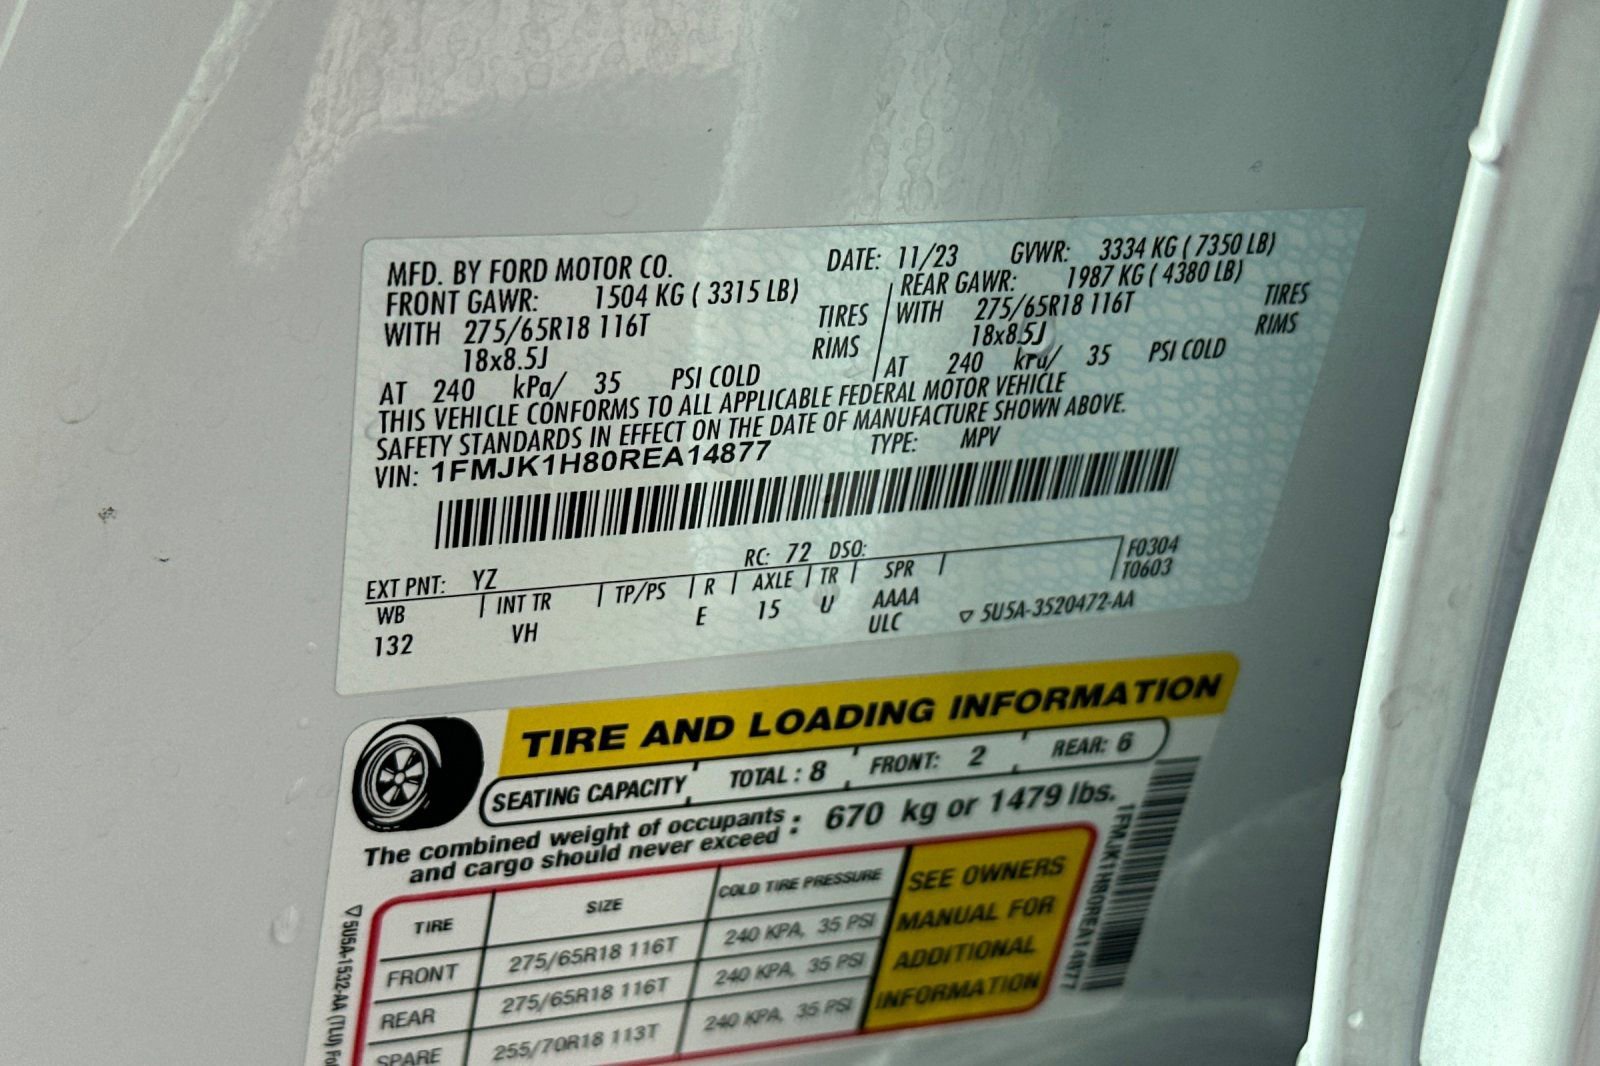 MFD. BY FORD MOTOR CO. DATE: 11/23 GVWR: 3334 KG ( 7350 LB)
FRONT GAWR: 1504 KG ( 3315 LB) REAR GAWR: 1987 KG ( 4380 LB)
WITH 275/65R18 116T TIRES WITH 275/65R18 116T TIRES
18x8.5J RIMS 18x8.5J RIMS
AT 240 kPa/ 35 PSI COLD AT 240 kPa/ 35 PSI COLD
THIS VEHICLE CONFORMS TO ALL APPLICABLE FEDERAL MOTOR VEHICLE
SAFETY STANDARDS IN EFFECT ON THE DATE OF MANUFACTURE SHOWN ABOVE.
VIN: 1FMJK1H80REA14877 TYPE: MPV
EXT PNT: YZ RC: 72 DSO: F0304
WB INT TR TP/PS R AXLE TR SPR T0603
132 VH E 15 U AAAA
ULC 5U5A-3520472-AA
TIRE AND LOADING INFORMATION
SEATING CAPACITY TOTAL : 8 FRONT: 2 REAR: 6
The combined weight of occupants
and cargo should never exceed : 670 kg or 1479 lbs.
TIRE SIZE COLD TIRE PRESSURE
FRONT 275/65R18 116T 240 KPA, 35 PSI
REAR 275/65R18 116T 240 KPA, 35 PSI
SPARE 255/70R18 113T 240 KPA, 35 PSI
SEE OWNERS
MANUAL FOR
ADDITIONAL
INFORMATION
1FMJK1H80REA14877
5U5A-1532-AA (TLU)